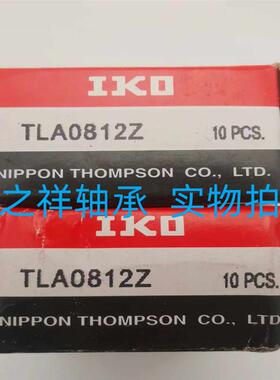 IKO
TLA0812Z 10 PCS.
NIPPON THOMPSON CO., LTD.
之祥轴承 实物拍
IKO
TLA0812Z 10 PCS.
NIPPON THOMPSON CO., LTD.